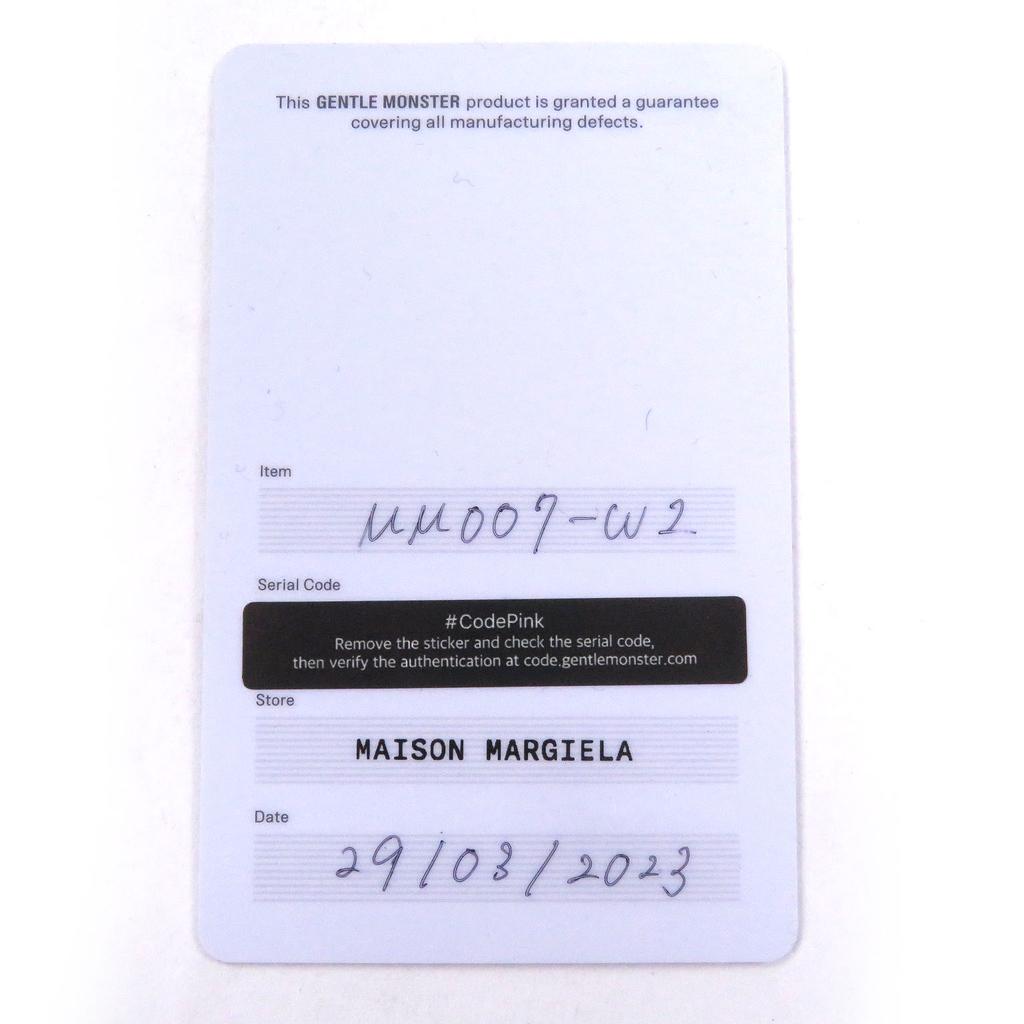 This GENTLE MONSTER product is granted a guarantee
covering all manufacturing defects.
Item
MM007-W2
Serial Code
#CodePink
Remove the sticker and check the serial code,
then verify the authentication at code.gentlemonster.com
Store
MAISON MARGIELA
Date
29/03/2023